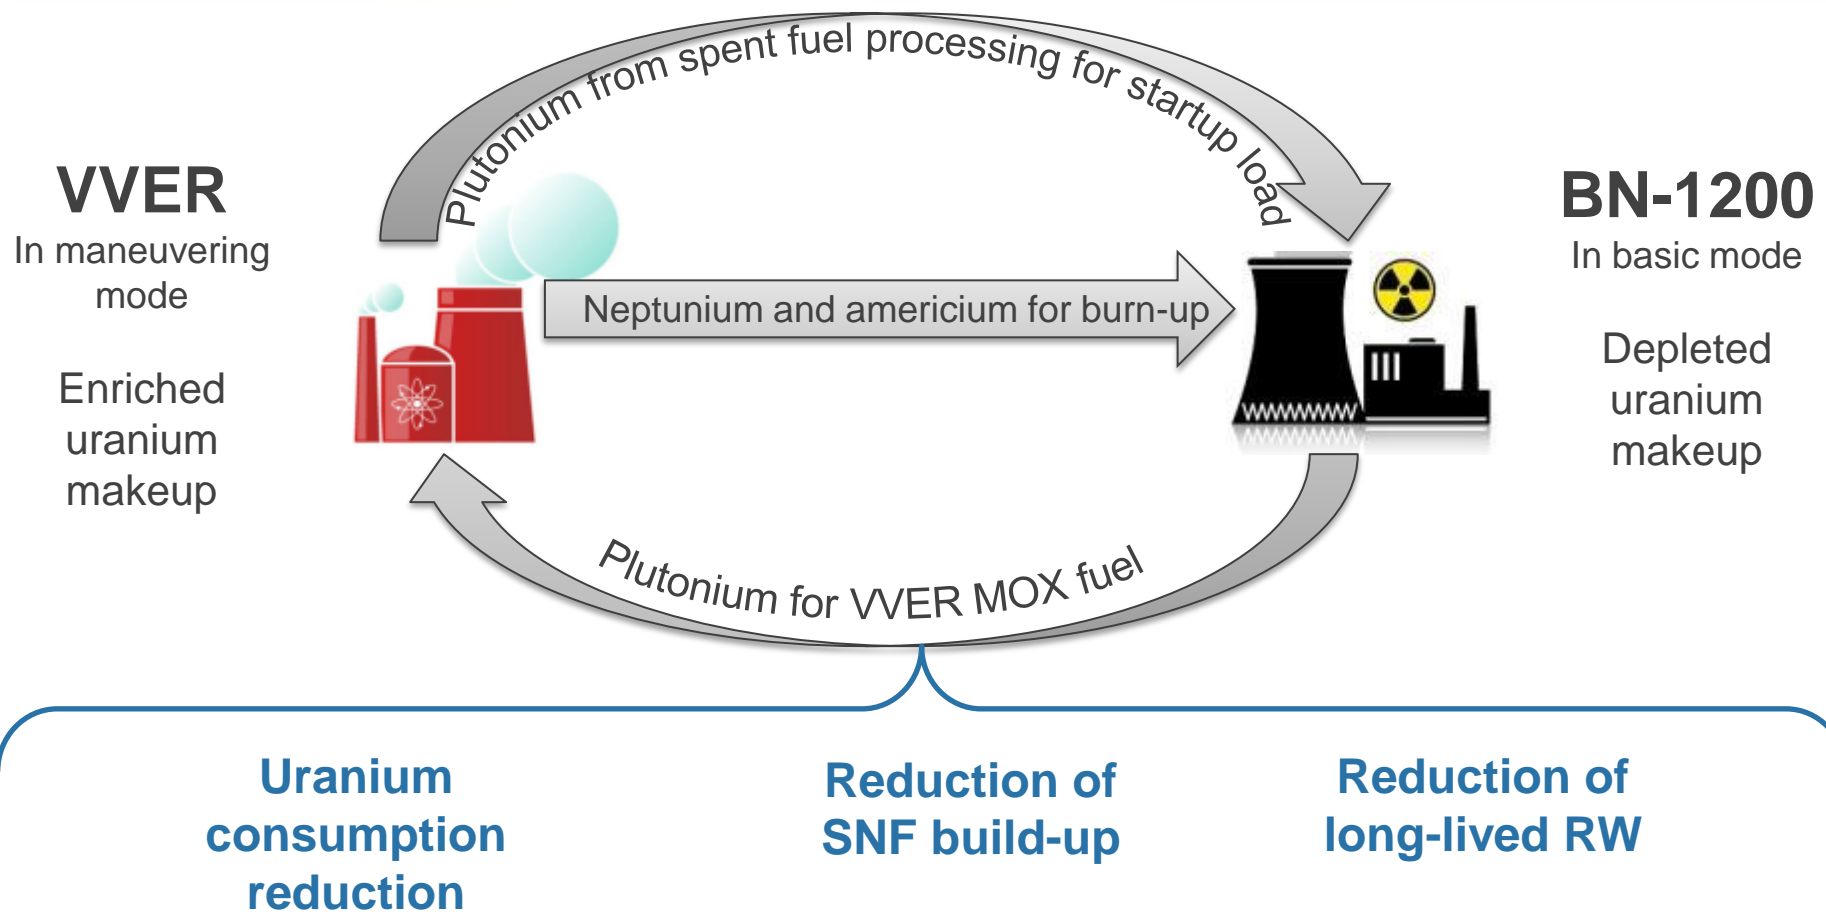 Plutonium from spent fuel processing for startup load
VVER
In maneuvering
mode
Enriched
uranium
makeup
Neptunium and americium for burn-up
BN-1200
In basic mode
Depleted
uranium
makeup
Plutonium for VVER MOX fuel
Uranium
consumption
reduction
Reduction of
SNF build-up
Reduction of
long-lived RW